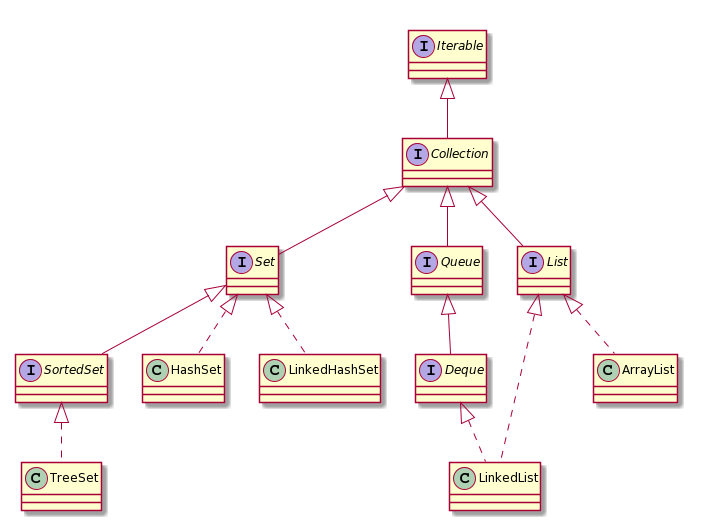 I Iterable
I Collection
I Set
I Queue
I List
I SortedSet
C HashSet
C LinkedHashSet
I Deque
C ArrayList
C TreeSet
C LinkedList